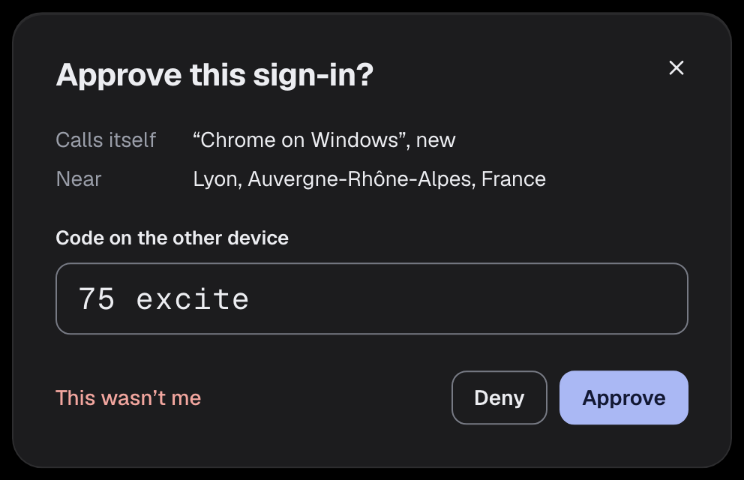 Approve this sign-in?
Calls itself “Chrome on Windows”, new
Near Lyon, Auvergne-Rhône-Alpes, France
Code on the other device
75 excite
This wasn’t me Deny Approve